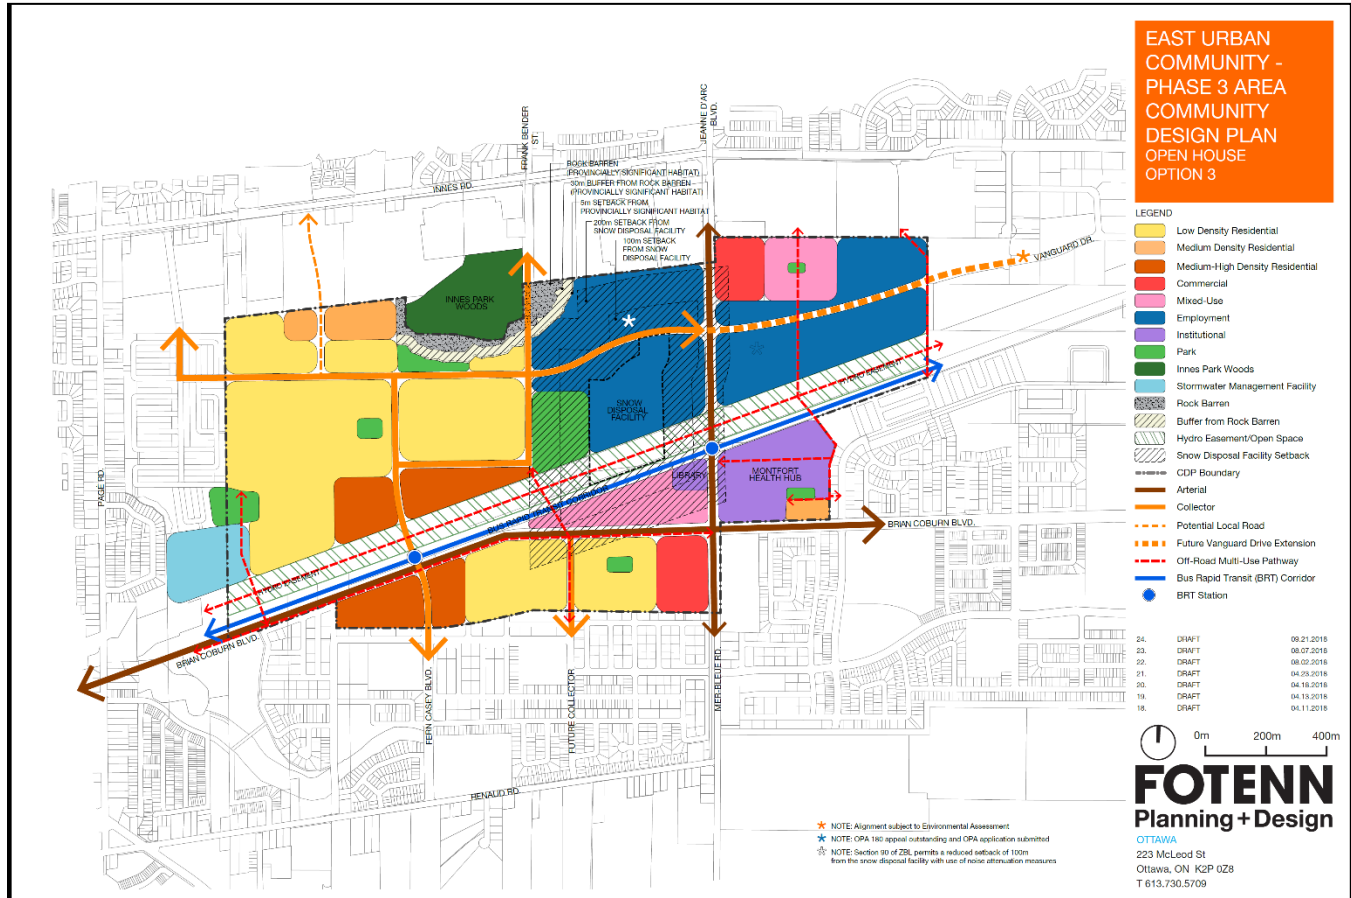 EAST URBAN
COMMUNITY -
PHASE 3 AREA
COMMUNITY
DESIGN PLAN
OPEN HOUSE
OPTION 3
LEGEND
Low Density Residential
Medium Density Residential
Medium-High Density Residential
Commercial
Mixed-Use
Employment
Institutional
Park
Innes Park Woods
Stormwater Management Facility
Rock Barren
Buffer from Rock Barren
Hydro Easement/Open Space
Snow Disposal Facility Setback
CDP Boundary
Arterial
Collector
Potential Local Road
Future Vanguard Drive Extension
Off-Road Multi-Use Pathway
Bus Rapid Transit (BRT) Corridor
BRT Station
24. DRAFT 09.21.2018
23. DRAFT 08.07.2018
22. DRAFT 08.02.2018
21. DRAFT 04.23.2018
20. DRAFT 04.18.2018
19. DRAFT 04.13.2018
18. DRAFT 04.11.2018
0m 200m 400m
FOTENN
Planning + Design
OTTAWA
223 McLeod St
Ottawa, ON K2P 0Z8
T 613.730.5709
FRANK BENDER
ST.
JEANNE D'ARC
BLVD.
INNES RD.
ROCK BARREN
(PROVINCIALLY SIGNIFICANT HABITAT)
30m BUFFER FROM ROCK BARREN
(PROVINCIALLY SIGNIFICANT HABITAT)
5m SETBACK FROM
PROVINCIALLY SIGNIFICANT HABITAT
200m SETBACK FROM
SNOW DISPOSAL FACILITY
100m SETBACK
FROM SNOW
DISPOSAL FACILITY
VANGUARD DR.
INNES PARK
WOODS
SNOW
DISPOSAL
FACILITY
HYDRO EASEMENT
PAGE RD.
LIBRARY
MONTFORT
HEALTH HUB
BUS RAPID TRANSIT CORRIDOR
BRIAN COBURN BLVD.
HYDRO EASEMENT
BRIAN COBURN BLVD.
FERN CASEY BLVD.
FUTURE COLLECTOR
MER-BLEUE RD.
RENAUD RD.
NOTE: Alignment subject to Environmental Assessment
NOTE: OPA 180 appeal outstanding and OPA application submitted
NOTE: Section 90 of ZBL permits a reduced setback of 100m
from the snow disposal facility with use of noise attenuation measures